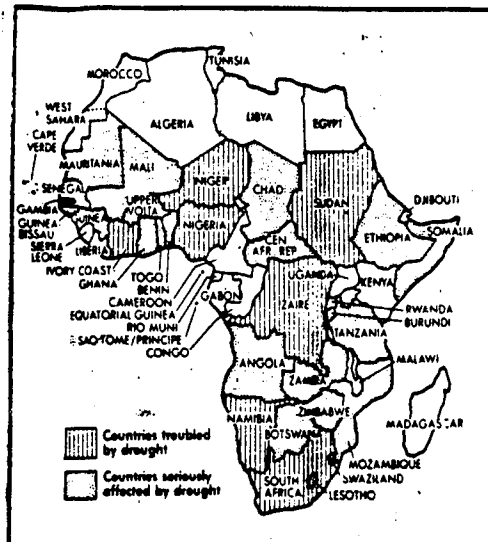 TUNISIA
MOROCCO
WEST
SAHARA
ALGERIA
LIBYA
EGYPT
CAPE
VERDE
MAURITANIA
MALI
NIGER
CHAD
SUDAN
DJIBOUTI
SENEGAL
GAMBIA
GUINEA
BISSAU
GUINEA
UPPER
VOLTA
NIGERIA
ETHIOPIA
SOMALIA
SIERRA
LEONE
LIBERIA
CEN
AFR. REP.
IVORY COAST
GHANA
TOGO
BENIN
CAMEROON
EQUATORIAL GUINEA
RIO MUNI
SAO TOME/PRINCIPE
CONGO
GABON
ZAIRE
UGANDA
KENYA
RWANDA
BURUNDI
TANZANIA
ANGOLA
ZAMBIA
MALAWI
NAMIBIA
ZIMBABWE
BOTSWANA
MADAGASCAR
MOZAMBIQUE
SWAZILAND
LESOTHO
SOUTH
AFRICA
Countries troubled
by drought
Countries seriously
affected by drought